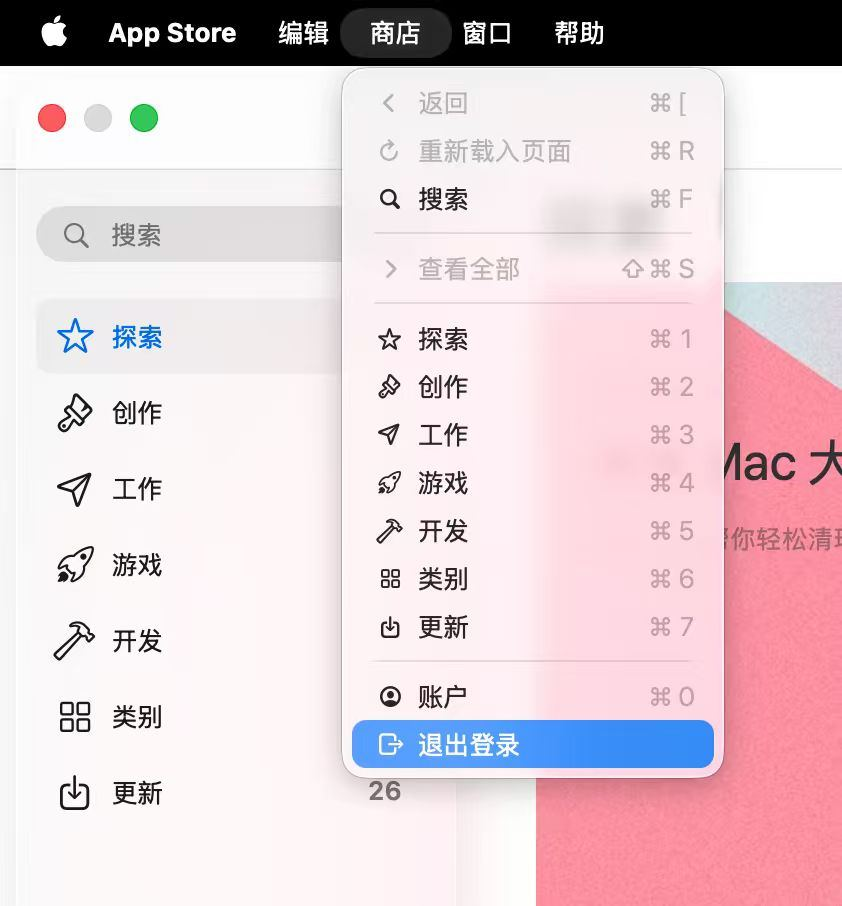 App Store 编辑 商店 窗口 帮助
返回 ⌘ [
重新载入页面 ⌘ R
搜索 ⌘ F
查看全部 ⇧ ⌘ S
探索 ⌘ 1
创作 ⌘ 2
工作 ⌘ 3
游戏 ⌘ 4
开发 ⌘ 5
类别 ⌘ 6
更新 ⌘ 7
账户 ⌘ 0
退出登录
搜索
探索
创作
工作
游戏
开发
类别
更新 26
Mac 大
你轻松清